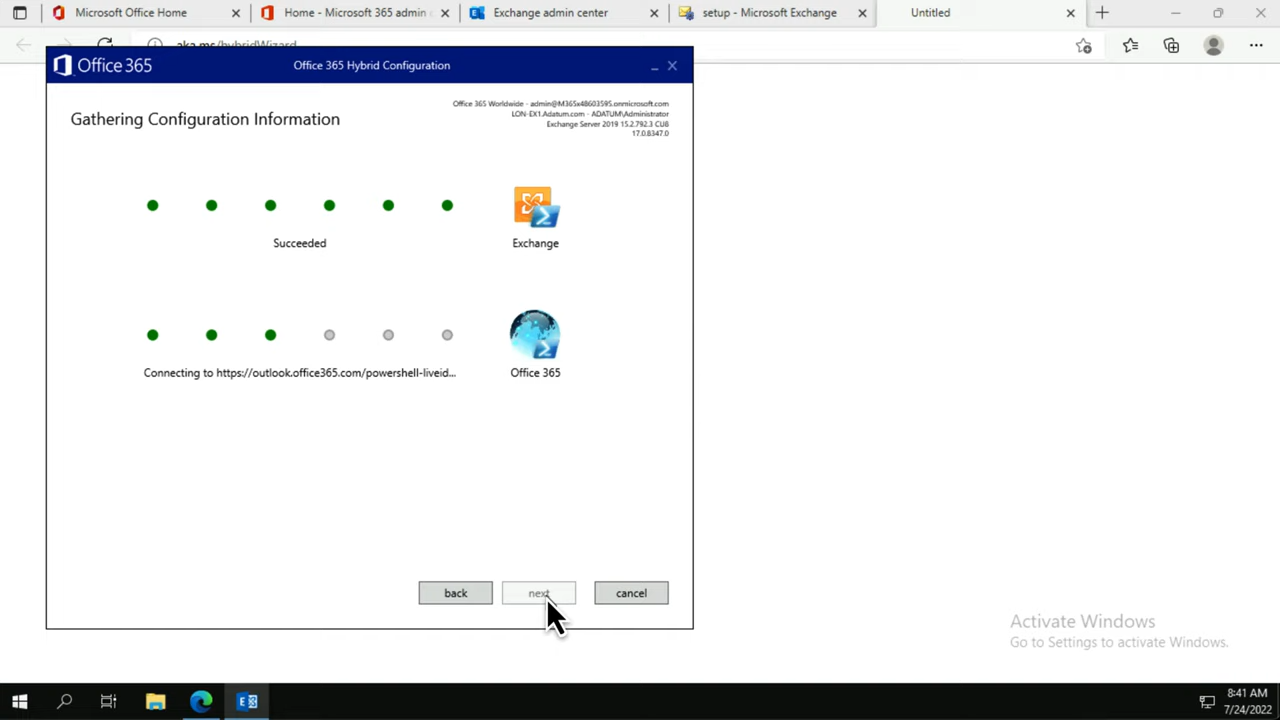 Microsoft Office Home
Home - Microsoft 365 admin
Exchange admin center
setup - Microsoft Exchange
Untitled
aka.ms/hybridWizard
Office 365
Office 365 Hybrid Configuration
Gathering Configuration Information
Office 365 Worldwide - admin@M365x48603595.onmicrosoft.com
LON-EX1.Adatum.com - ADATUM\Administrator
Exchange Server 2019 15.2.792.3 CU8
17.0.8347.0
Succeeded
Exchange
Connecting to https://outlook.office365.com/powershell-liveid...
Office 365
back
next
cancel
Activate Windows
Go to Settings to activate Windows.
8:41 AM
7/24/2022